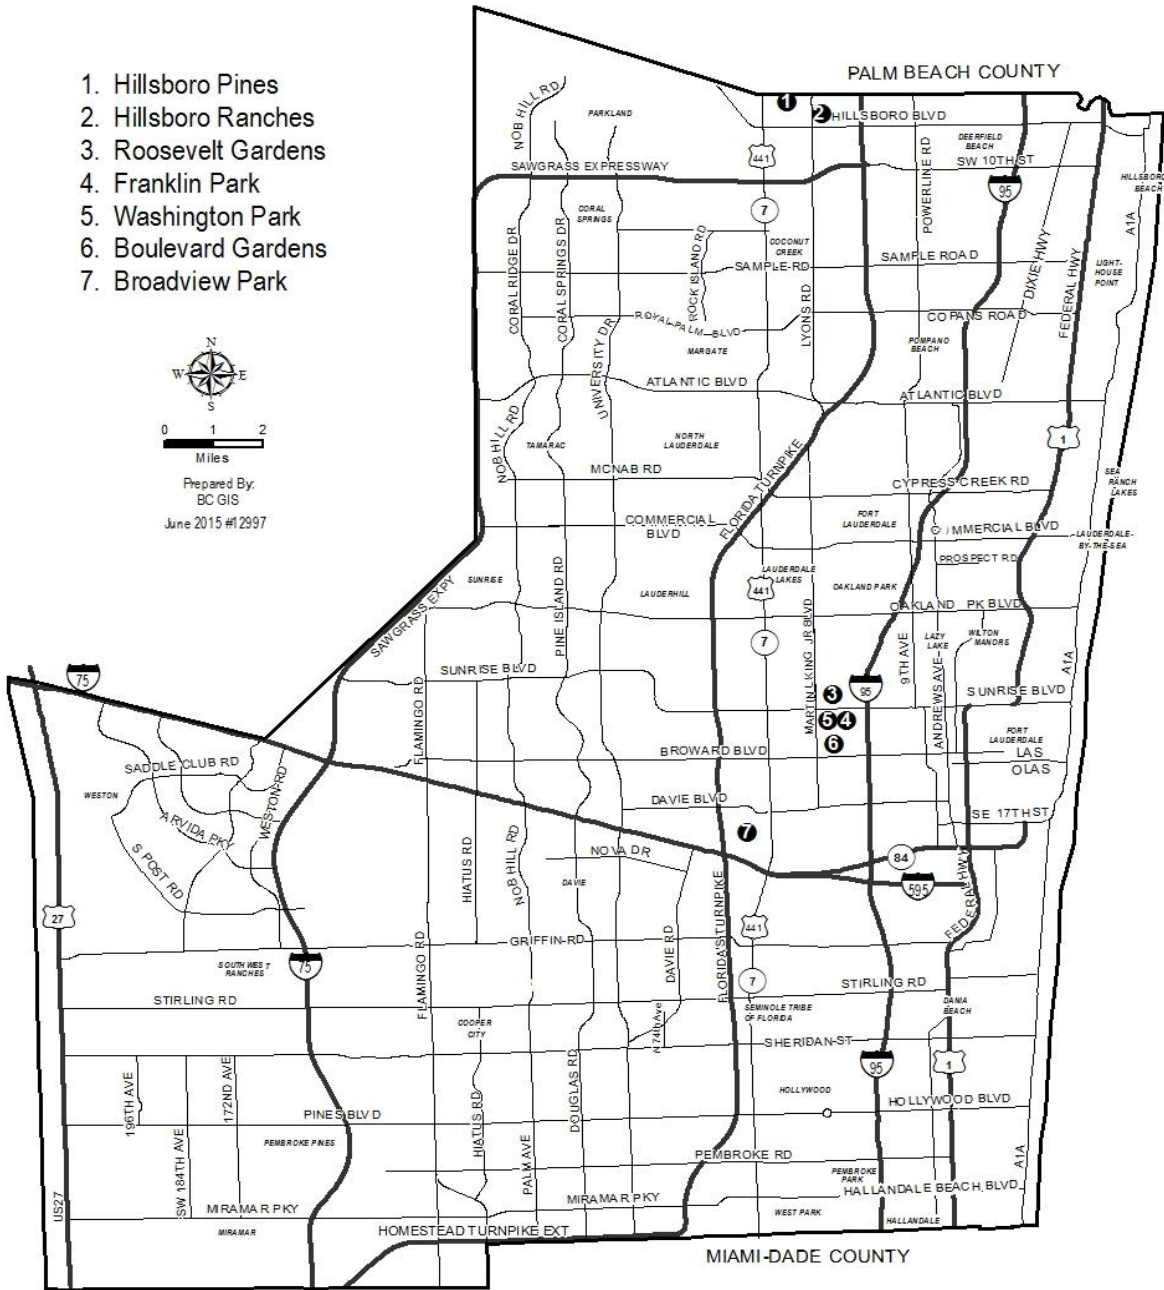 PALM BEACH COUNTY
1. Hillsboro Pines
2. Hillsboro Ranches
3. Roosevelt Gardens
4. Franklin Park
5. Washington Park
6. Boulevard Gardens
7. Broadview Park
N
W E
S
0 1 2
Miles
Prepared By:
BC GIS
June 2015 #12997
NOB HILL RD
PARKLAND
1
2
HILLSBORO BLVD
DEERFIELD
BEACH
441
POWERLINE RD
SAWGRASS EXPRESSWAY
SW 10TH ST
95
HILLSBORO
BEACH
7
CORAL
SPRINGS
A1A
CORAL RIDGE DR
CORAL SPRINGS DR
ROCK ISLAND RD
COCONUT
CREEK
SAMPLE RD
SAMPLE ROAD
DIXIE HWY
FEDERAL HWY
LIGHT-
HOUSE
POINT
LYONS RD
UNIVERSITY DR
ROYAL PALM BLVD
COPANS ROAD
MARGATE
POMPANO
BEACH
ATLANTIC BLVD
ATLANTIC BLVD
NOB HILL RD
TAMARAC
NORTH
LAUDERDALE
1
MCNAB RD
FLORIDA TURNPIKE
CYPRESS CREEK RD
SEA
RANCH
LAKES
COMMERCIAL
BLVD
FORT
LAUDERDALE
COMMERCIAL BLVD
LAUDERDALE-
BY-THE-SEA
PROSPECT RD
PINE ISLAND RD
SUNRISE
LAUDERHILL
LAUDERDALE
LAKES
441
OAKLAND PARK
OAKLAND PK BLVD
SAWGRASS EXPY
MARTIN L KING JR BLVD
7
9TH AVE
LAZY
LAKE
WILTON
MANORS
ANDREWS AVE
A1A
75
SUNRISE BLVD
FLAMINGO RD
3
95
SUNRISE BLVD
5 4
6
FORT
LAUDERDALE
BROWARD BLVD
LAS
OLAS
SADDLE CLUB RD
WESTON
WESTON RD
ARVIDA PKY
S POST RD
DAVIE BLVD
SE 17TH ST
7
HIATUS RD
NOB HILL RD
NOVA DR
DAVIE
84
595
FEDERAL HWY
27
441
GRIFFIN RD
DAVIE RD
FLORIDA'S TURNPIKE
FLAMINGO RD
SOUTHWEST
RANCHES
75
7
STIRLING RD
STIRLING RD
DANIA
BEACH
SEMINOLE TRIBE
OF FLORIDA
COOPER
CITY
N 74th Ave
SHERIDAN ST
95
1
196TH AVE
172ND AVE
DOUGLAS RD
HOLLYWOOD
HOLLYWOOD BLVD
PINES BLVD
HIATUS RD
PEMBROKE PINES
SW 184TH AVE
PALM AVE
PEMBROKE RD
PEMBROKE
PARK
A1A
HALLANDALE BEACH BLVD
US27
MIRAMAR PKY
MIRAMAR PKY
WEST PARK
HALLANDALE
MIRAMAR
HOMESTEAD TURNPIKE EXT
MIAMI-DADE COUNTY